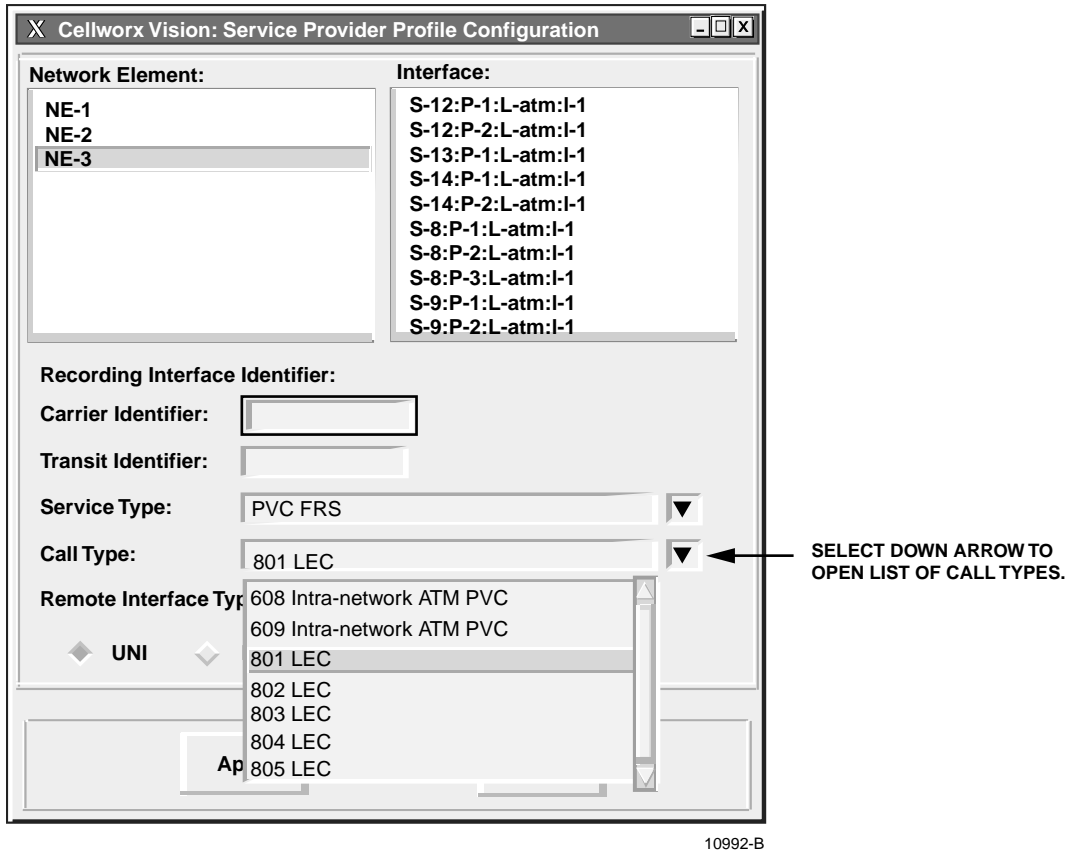 X Cellworx Vision: Service Provider Profile Configuration
Network Element:
NE-1
NE-2
NE-3
Interface:
S-12:P-1:L-atm:I-1
S-12:P-2:L-atm:I-1
S-13:P-1:L-atm:I-1
S-14:P-1:L-atm:I-1
S-14:P-2:L-atm:I-1
S-8:P-1:L-atm:I-1
S-8:P-2:L-atm:I-1
S-8:P-3:L-atm:I-1
S-9:P-1:L-atm:I-1
S-9:P-2:L-atm:I-1
Recording Interface Identifier:
Carrier Identifier:
Transit Identifier:
Service Type: PVC FRS
Call Type: 801 LEC
SELECT DOWN ARROW TO
OPEN LIST OF CALL TYPES.
Remote Interface Typ
608 Intra-network ATM PVC
609 Intra-network ATM PVC
UNI
801 LEC
802 LEC
803 LEC
804 LEC
Ap
805 LEC
10992-B